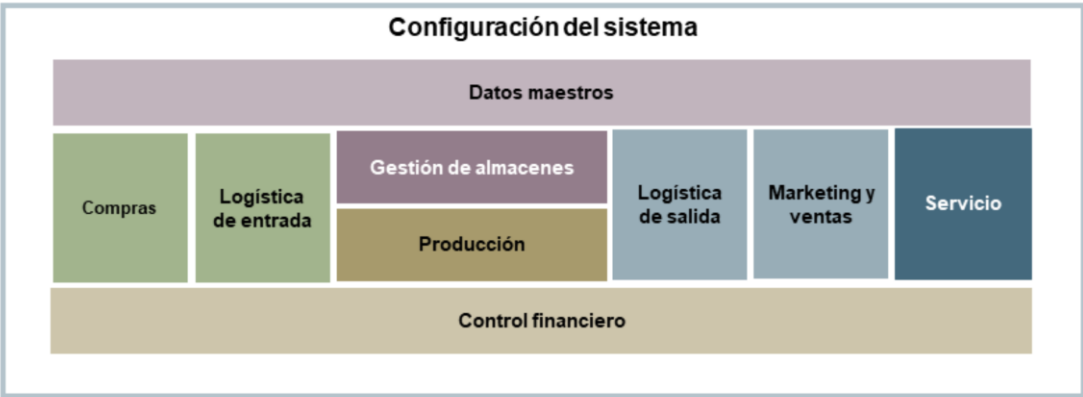 Configuración del sistema
Datos maestros
Compras
Logística
de entrada
Gestión de almacenes
Producción
Logística
de salida
Marketing y
ventas
Servicio
Control financiero